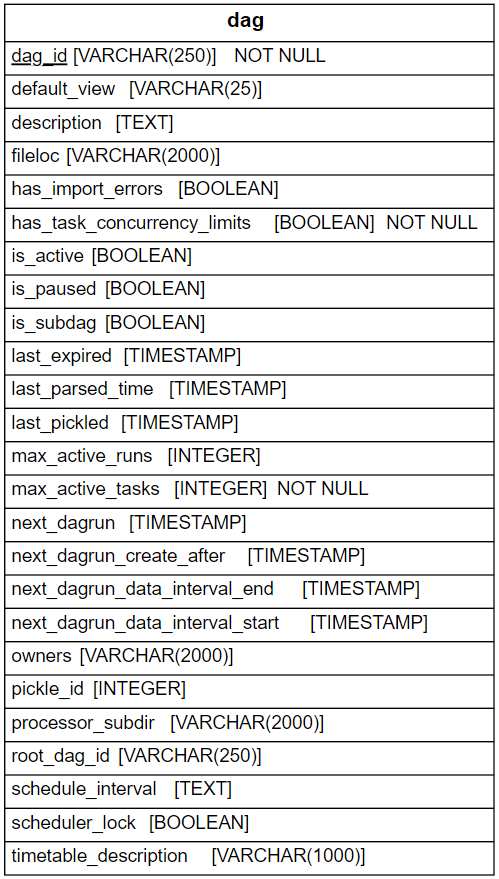 dag
dag_id [VARCHAR(250)] NOT NULL
default_view [VARCHAR(25)]
description [TEXT]
fileloc [VARCHAR(2000)]
has_import_errors [BOOLEAN]
has_task_concurrency_limits [BOOLEAN] NOT NULL
is_active [BOOLEAN]
is_paused [BOOLEAN]
is_subdag [BOOLEAN]
last_expired [TIMESTAMP]
last_parsed_time [TIMESTAMP]
last_pickled [TIMESTAMP]
max_active_runs [INTEGER]
max_active_tasks [INTEGER] NOT NULL
next_dagrun [TIMESTAMP]
next_dagrun_create_after [TIMESTAMP]
next_dagrun_data_interval_end [TIMESTAMP]
next_dagrun_data_interval_start [TIMESTAMP]
owners [VARCHAR(2000)]
pickle_id [INTEGER]
processor_subdir [VARCHAR(2000)]
root_dag_id [VARCHAR(250)]
schedule_interval [TEXT]
scheduler_lock [BOOLEAN]
timetable_description [VARCHAR(1000)]